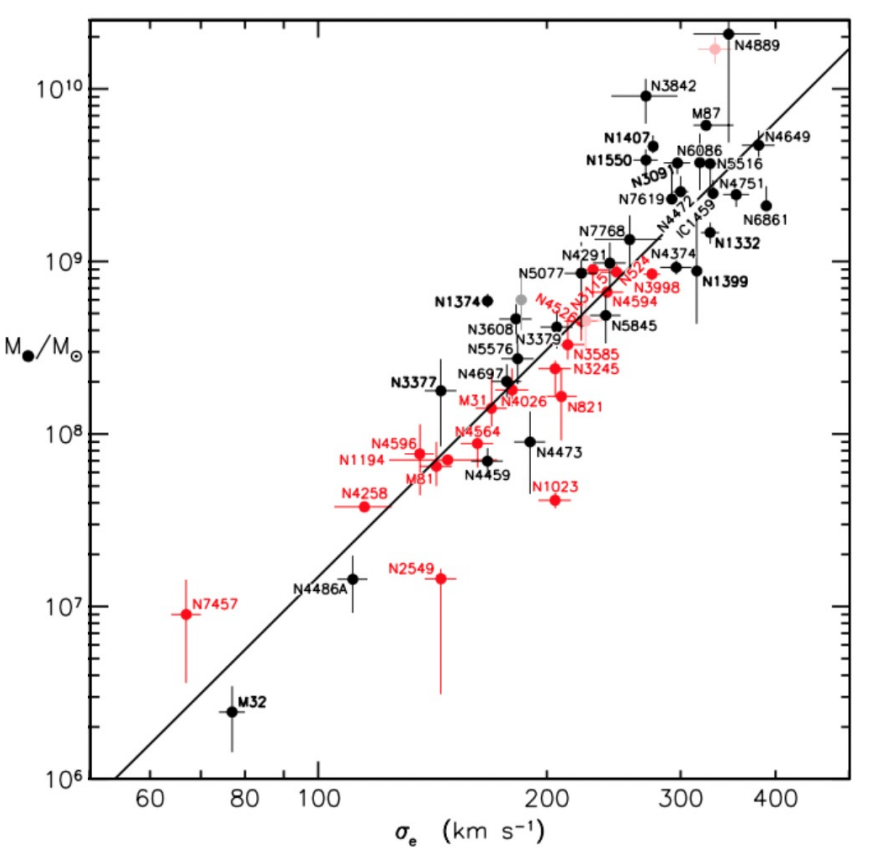 N4889
N3842
10¹⁰
M87
N4649
N1407
N6086
N1550
N5516
N3091
N4751
N7619
N6861
N4472
IC1459
N7768
N1332
N4291
N4374
10⁹
N5077
N524
N3998
N1399
N3115
N1374
N4526
N4594
N3608
N3379
N5845
M●/M⊙
N5576
N3585
N3245
N4697
N3377
M31
N4026
N821
10⁸
N4564
N4596
N4473
N1194
N4459
M81
N1023
N4258
N2549
N4486A
10⁷
N7457
M32
10⁶
60 80 100 200 300 400
σₑ (km s⁻¹)